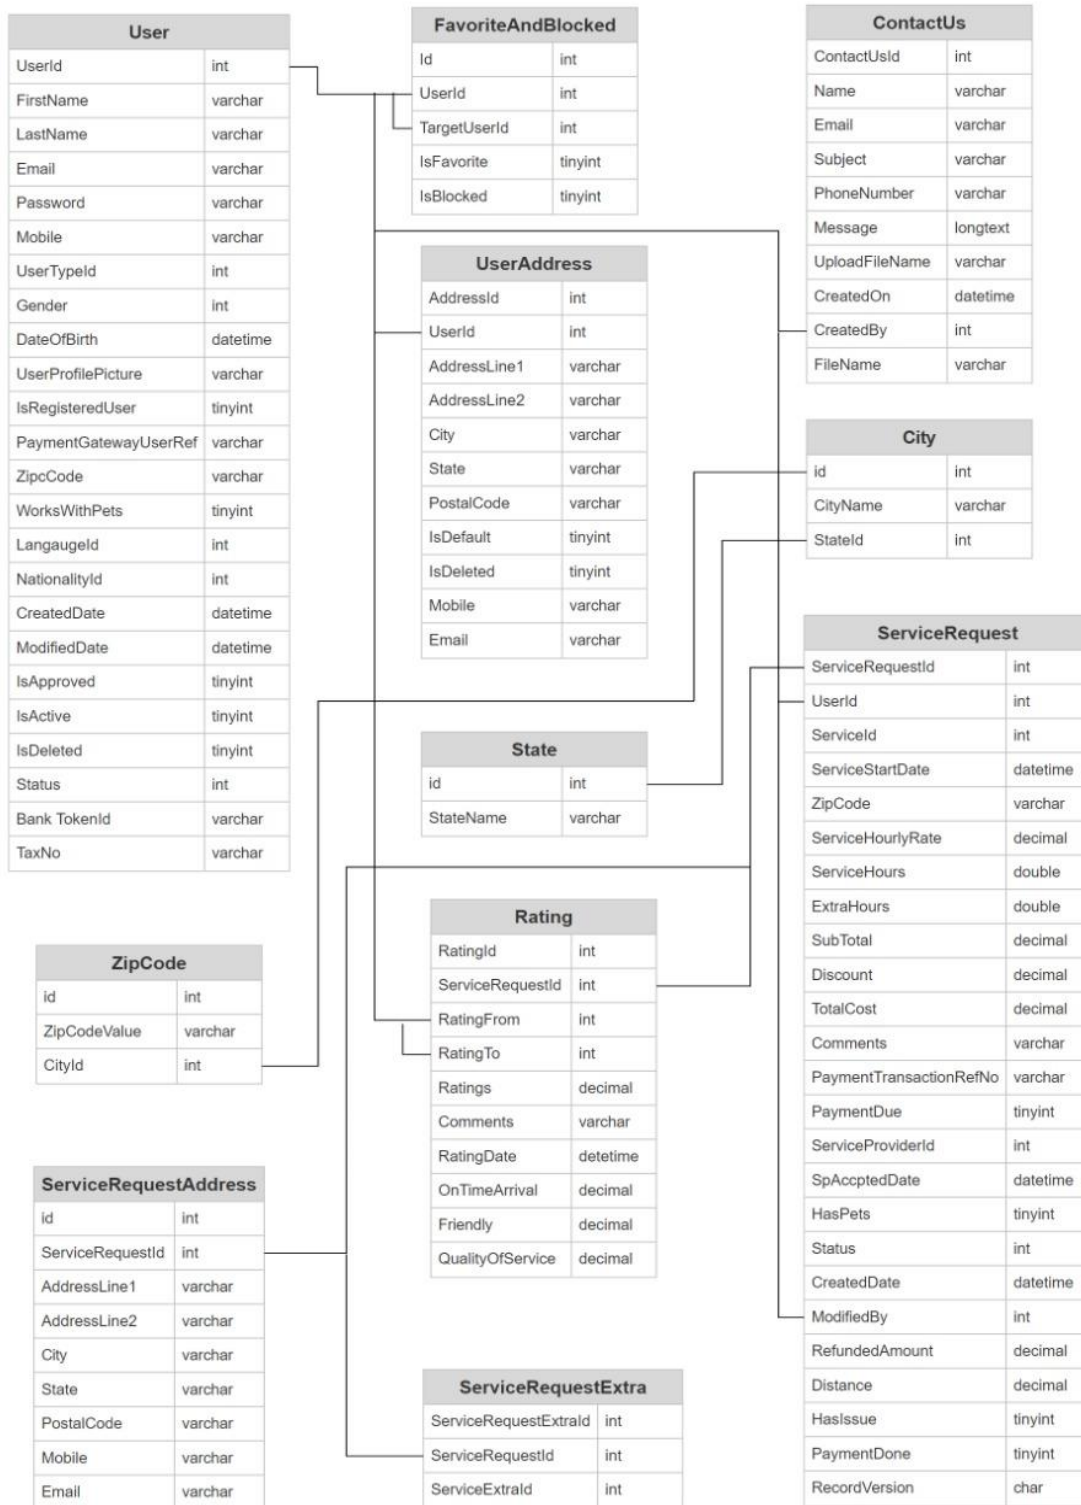 User
UserId int
FirstName varchar
LastName varchar
Email varchar
Password varchar
Mobile varchar
UserTypeId int
Gender int
DateOfBirth datetime
UserProfilePicture varchar
IsRegisteredUser tinyint
PaymentGatewayUserRef varchar
ZipcCode varchar
WorksWithPets tinyint
LangaugeId int
NationalityId int
CreatedDate datetime
ModifiedDate datetime
IsApproved tinyint
IsActive tinyint
IsDeleted tinyint
Status int
Bank TokenId varchar
TaxNo varchar
FavoriteAndBlocked
Id int
UserId int
TargetUserId int
IsFavorite tinyint
IsBlocked tinyint
ContactUs
ContactUsId int
Name varchar
Email varchar
Subject varchar
PhoneNumber varchar
Message longtext
UploadFileName varchar
CreatedOn datetime
CreatedBy int
FileName varchar
UserAddress
AddressId int
UserId int
AddressLine1 varchar
AddressLine2 varchar
City varchar
State varchar
PostalCode varchar
IsDefault tinyint
IsDeleted tinyint
Mobile varchar
Email varchar
City
id int
CityName varchar
StateId int
State
id int
StateName varchar
ServiceRequest
ServiceRequestId int
UserId int
ServiceId int
ServiceStartDate datetime
ZipCode varchar
ServiceHourlyRate decimal
ServiceHours double
ExtraHours double
SubTotal decimal
Discount decimal
TotalCost decimal
Comments varchar
PaymentTransactionRefNo varchar
PaymentDue tinyint
ServiceProviderId int
SpAccptedDate datetime
HasPets tinyint
Status int
CreatedDate datetime
ModifiedBy int
RefundedAmount decimal
Distance decimal
HasIssue tinyint
PaymentDone tinyint
RecordVersion char
ZipCode
id int
ZipCodeValue varchar
CityId int
Rating
RatingId int
ServiceRequestId int
RatingFrom int
RatingTo int
Ratings decimal
Comments varchar
RatingDate detetime
OnTimeArrival decimal
Friendly decimal
QualityOfService decimal
ServiceRequestAddress
id int
ServiceRequestId int
AddressLine1 varchar
AddressLine2 varchar
City varchar
State varchar
PostalCode varchar
Mobile varchar
Email varchar
ServiceRequestExtra
ServiceRequestExtraId int
ServiceRequestId int
ServiceExtraId int